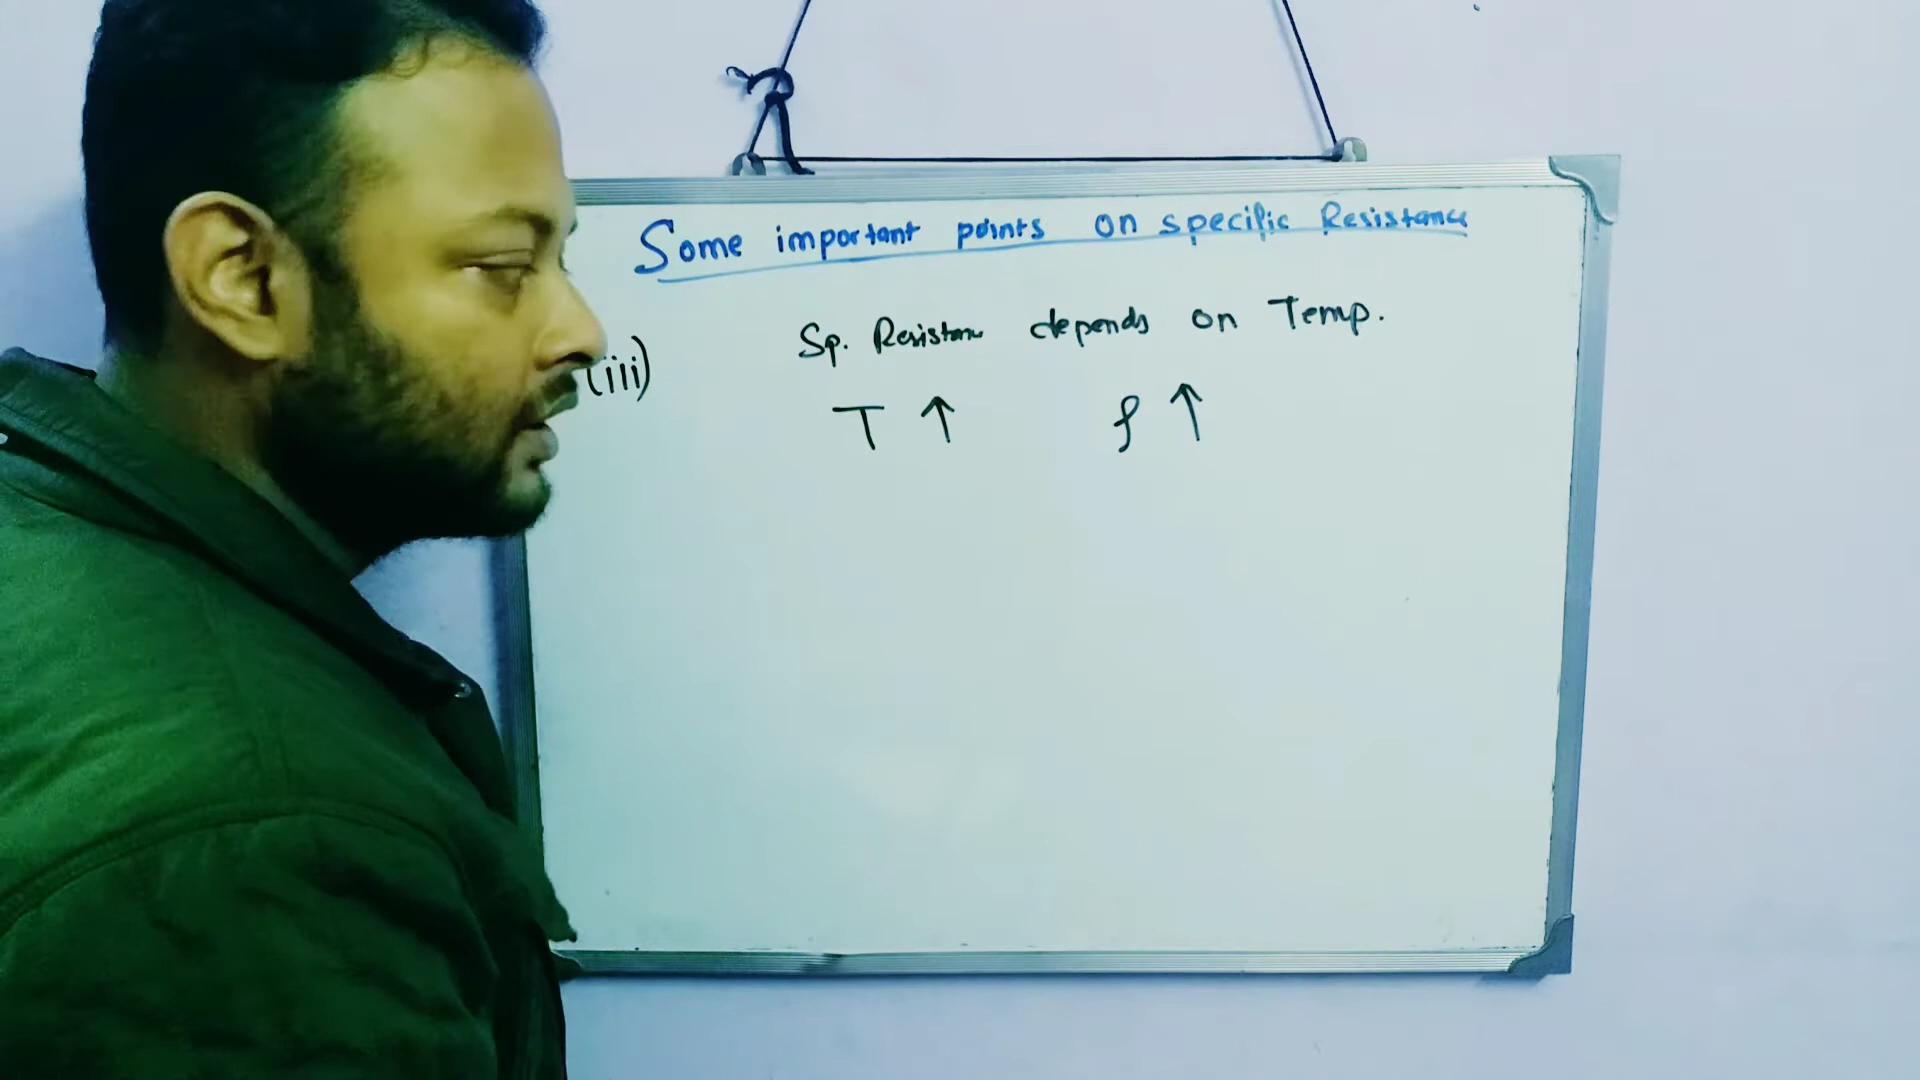 Some important points on specific Resistance
Sp. Resistance depends on Temp.
(iii)
T ↑ ρ ↑